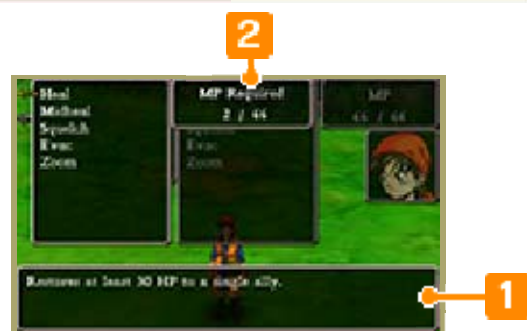 2
Heal
Midheal
Squelch
Evac
Zoom
MP Required
2 / 44
MP
44 / 44
Evac
Zoom
Restores at least 30 HP to a single ally.
1